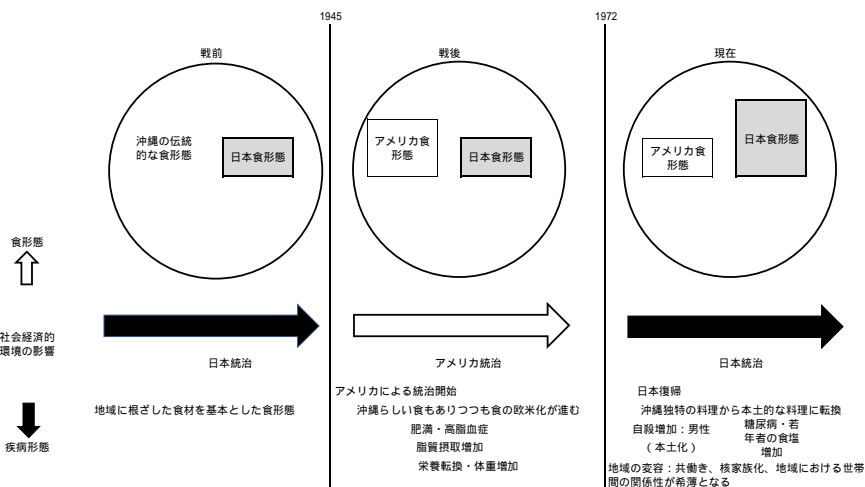 1945
1972
戦前
戦後
現在
沖縄の伝統
的な食形態
日本食形態
アメリカ食
形態
日本食形態
アメリカ食
形態
日本食形態
食形態
社会経済的
環境の影響
疾病形態
日本統治
アメリカ統治
日本統治
地域に根ざした食材を基本とした食形態
アメリカによる統治開始
沖縄らしい食もありつつも食の欧米化が進む
肥満・高脂血症
脂質摂取増加
栄養転換・体重増加
日本復帰
沖縄独特の料理から本土的な料理に転換
自殺増加：男性
（本土化）
糖尿病・若
年者の食塩
増加
地域の変容：共働き、核家族化、地域における世帯
間の関係性が希薄となる